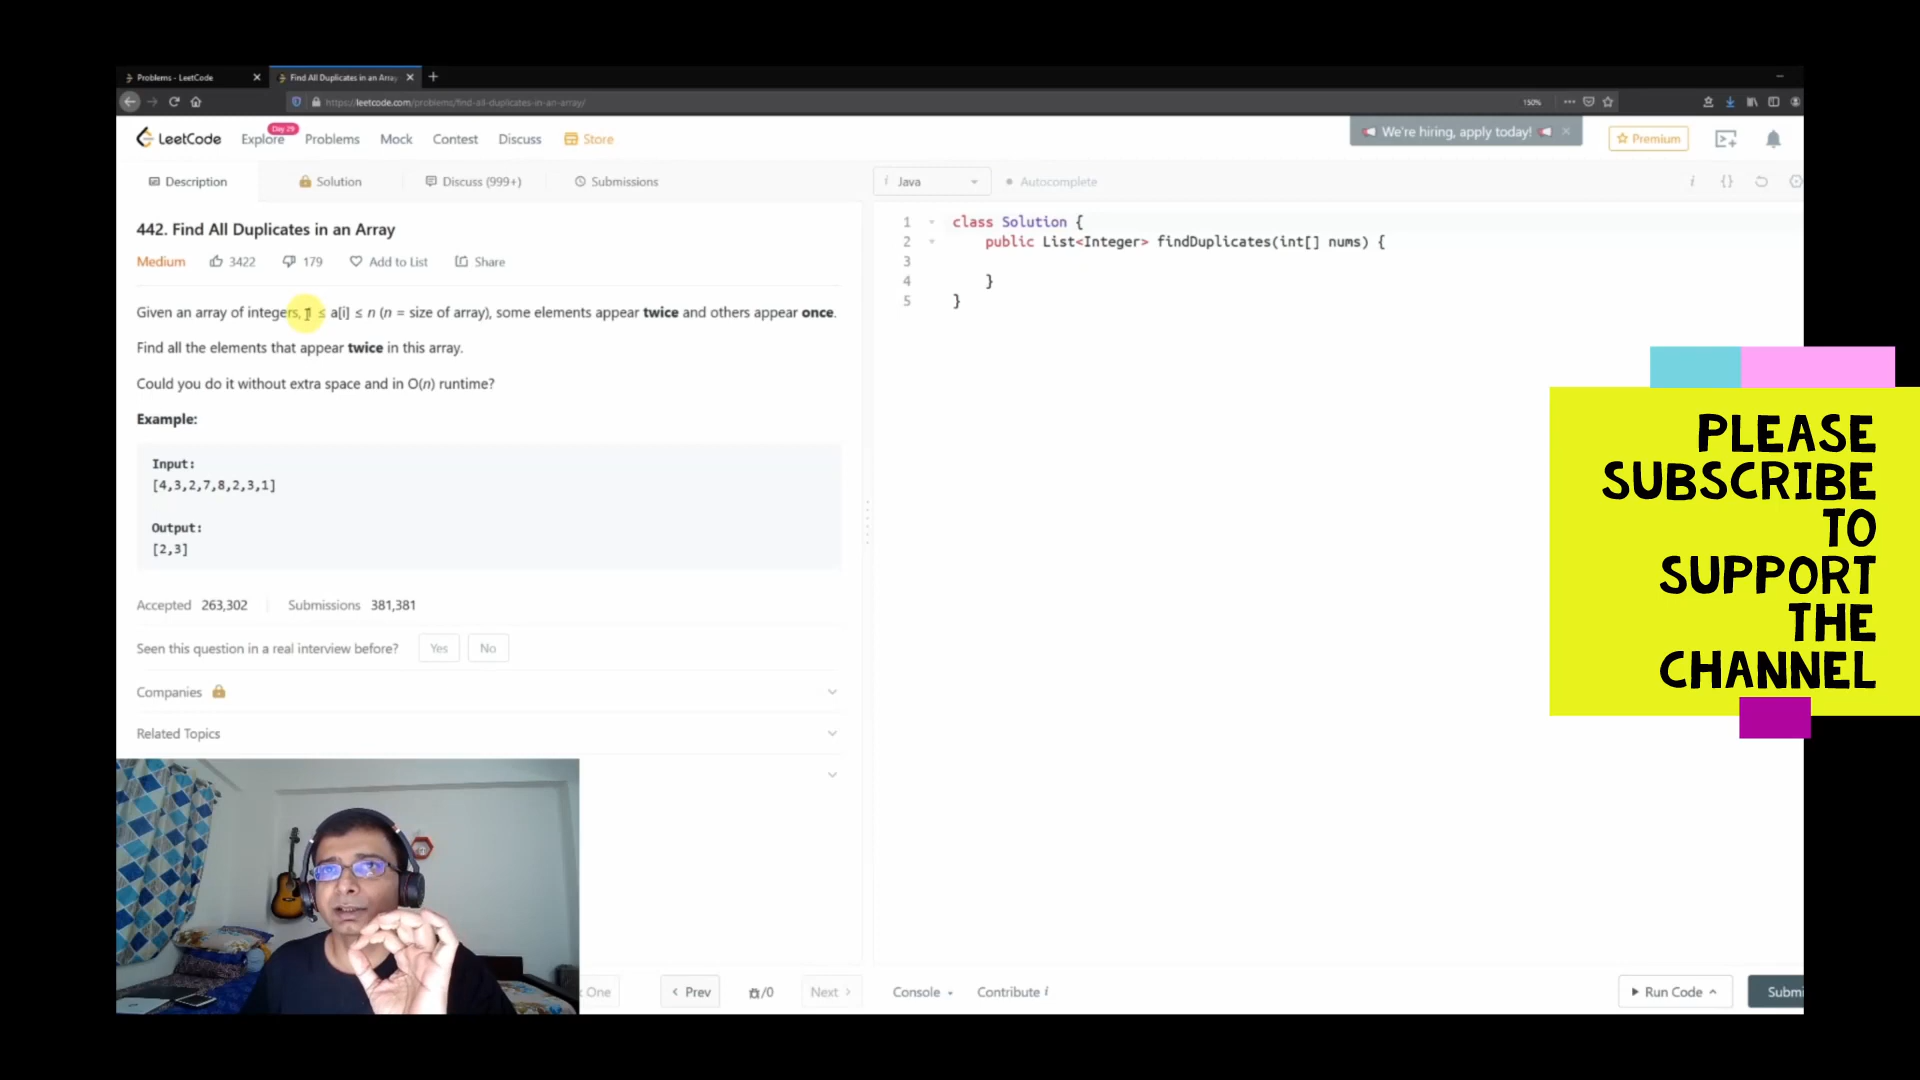 Problems - LeetCode
Find All Duplicates in an Array
https://leetcode.com/problems/find-all-duplicates-in-an-array/
150%
LeetCode
Explore
Day 29
Problems
Mock
Contest
Discuss
Store
We're hiring, apply today!
Premium
Description
Solution
Discuss (999+)
Submissions
Java
Autocomplete
442. Find All Duplicates in an Array
Medium
3422
179
Add to List
Share
Given an array of integers, 1 ≤ a[i] ≤ n (n = size of array), some elements appear twice and others appear once.
Find all the elements that appear twice in this array.
Could you do it without extra space and in O(n) runtime?
Example:
Input:
[4,3,2,7,8,2,3,1]
Output:
[2,3]
Accepted 263,302
Submissions 381,381
Seen this question in a real interview before?
Yes
No
Companies
Related Topics
1 class Solution {
2 public List<Integer> findDuplicates(int[] nums) {
3
4 }
5 }
PLEASE
SUBSCRIBE
TO
SUPPORT
THE
CHANNEL
One
Prev
/0
Next
Console
Contribute i
Run Code
Submi